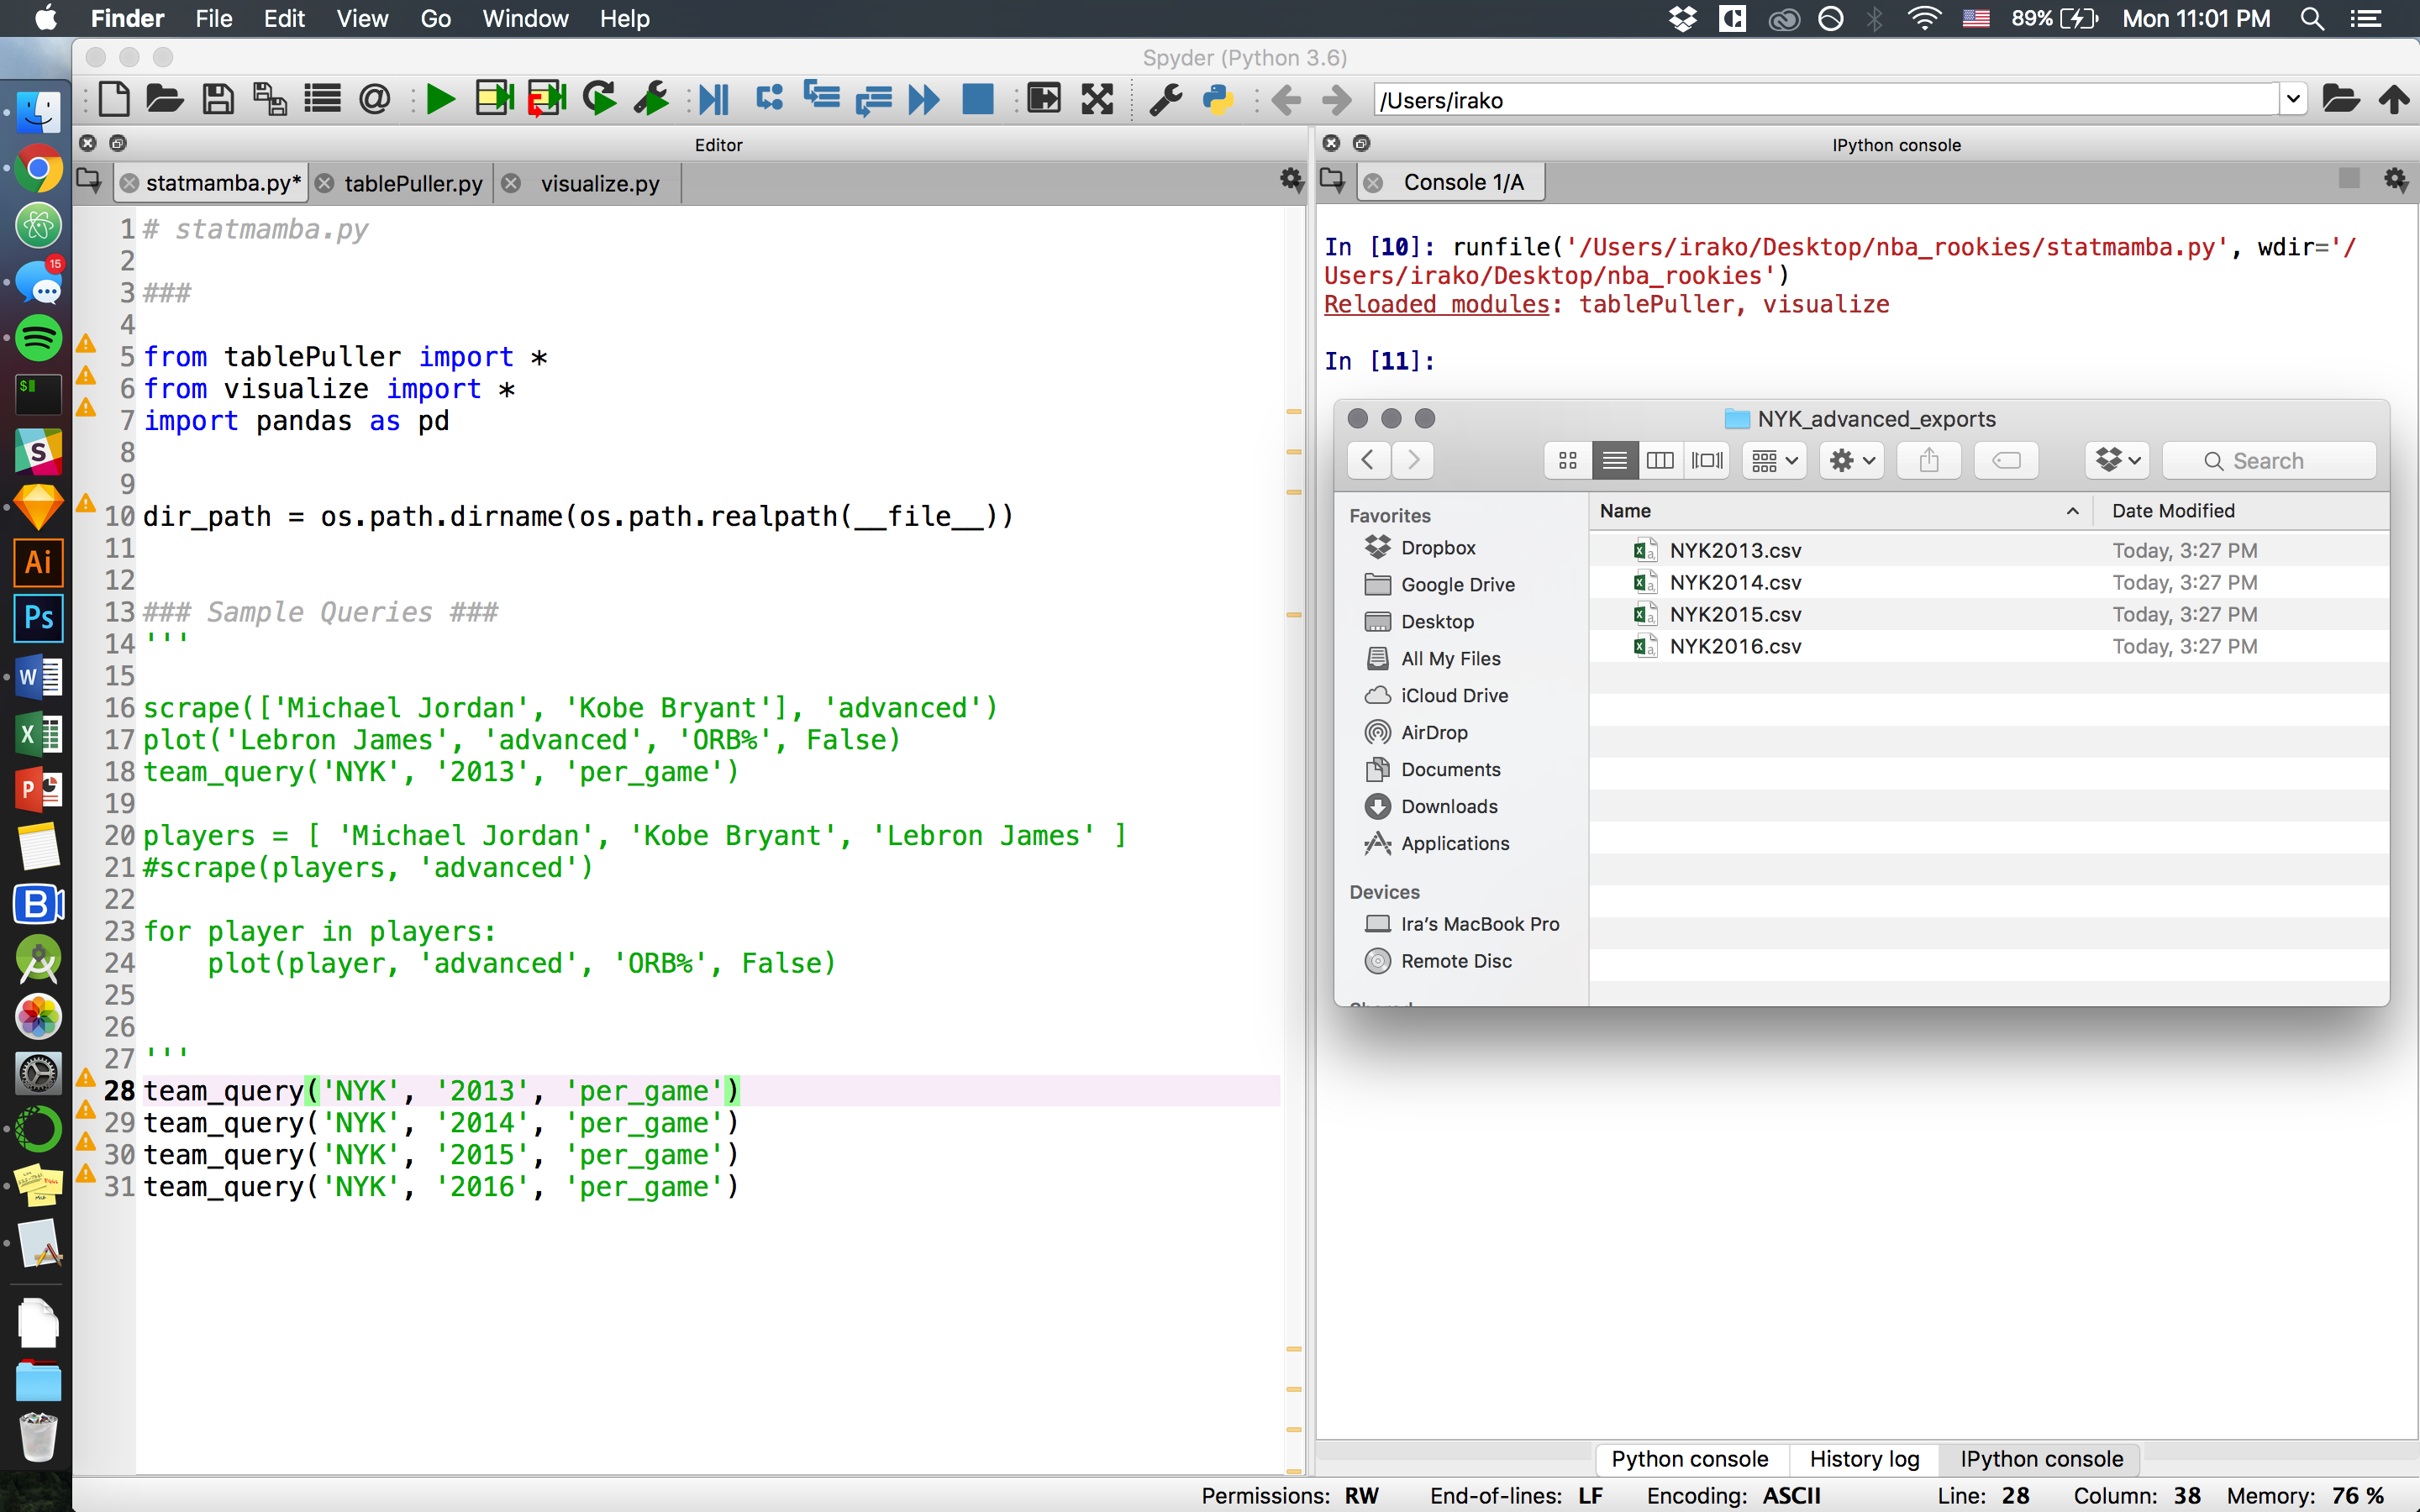 Finder File Edit View Go Window Help 89% Mon 11:01 PM
Spyder (Python 3.6)
/Users/irako
Editor
statmamba.py* tablePuller.py visualize.py
1 # statmamba.py
2
3 ###
4
5 from tablePuller import *
6 from visualize import *
7 import pandas as pd
8
9
10 dir_path = os.path.dirname(os.path.realpath(__file__))
11
12
13 ### Sample Queries ###
14 '''
15
16 scrape(['Michael Jordan', 'Kobe Bryant'], 'advanced')
17 plot('Lebron James', 'advanced', 'ORB%', False)
18 team_query('NYK', '2013', 'per_game')
19
20 players = [ 'Michael Jordan', 'Kobe Bryant', 'Lebron James' ]
21 #scrape(players, 'advanced')
22
23 for player in players:
24     plot(player, 'advanced', 'ORB%', False)
25
26
27 '''
28 team_query('NYK', '2013', 'per_game')
29 team_query('NYK', '2014', 'per_game')
30 team_query('NYK', '2015', 'per_game')
31 team_query('NYK', '2016', 'per_game')
IPython console
Console 1/A
In [10]: runfile('/Users/irako/Desktop/nba_rookies/statmamba.py', wdir='/
Users/irako/Desktop/nba_rookies')
Reloaded modules: tablePuller, visualize
In [11]:
NYK_advanced_exports
Search
Favorites
Dropbox
Google Drive
Desktop
All My Files
iCloud Drive
AirDrop
Documents
Downloads
Applications
Devices
Ira's MacBook Pro
Remote Disc
Name Date Modified
NYK2013.csv Today, 3:27 PM
NYK2014.csv Today, 3:27 PM
NYK2015.csv Today, 3:27 PM
NYK2016.csv Today, 3:27 PM
Python console History log IPython console
Permissions: RW End-of-lines: LF Encoding: ASCII Line: 28 Column: 38 Memory: 76 %
15
$
S
Ai
Ps
W
X
P
B